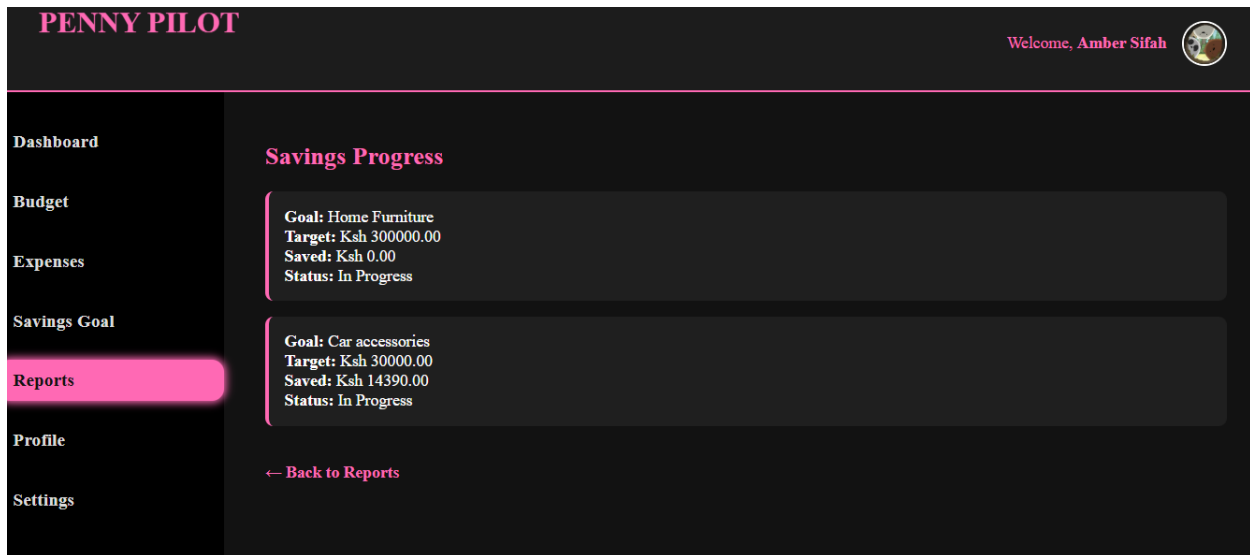 PENNY PILOT
Welcome, Amber Sifah
Dashboard
Budget
Expenses
Savings Goal
Reports
Profile
Settings
Savings Progress
Goal: Home Furniture
Target: Ksh 300000.00
Saved: Ksh 0.00
Status: In Progress
Goal: Car accessories
Target: Ksh 30000.00
Saved: Ksh 14390.00
Status: In Progress
← Back to Reports